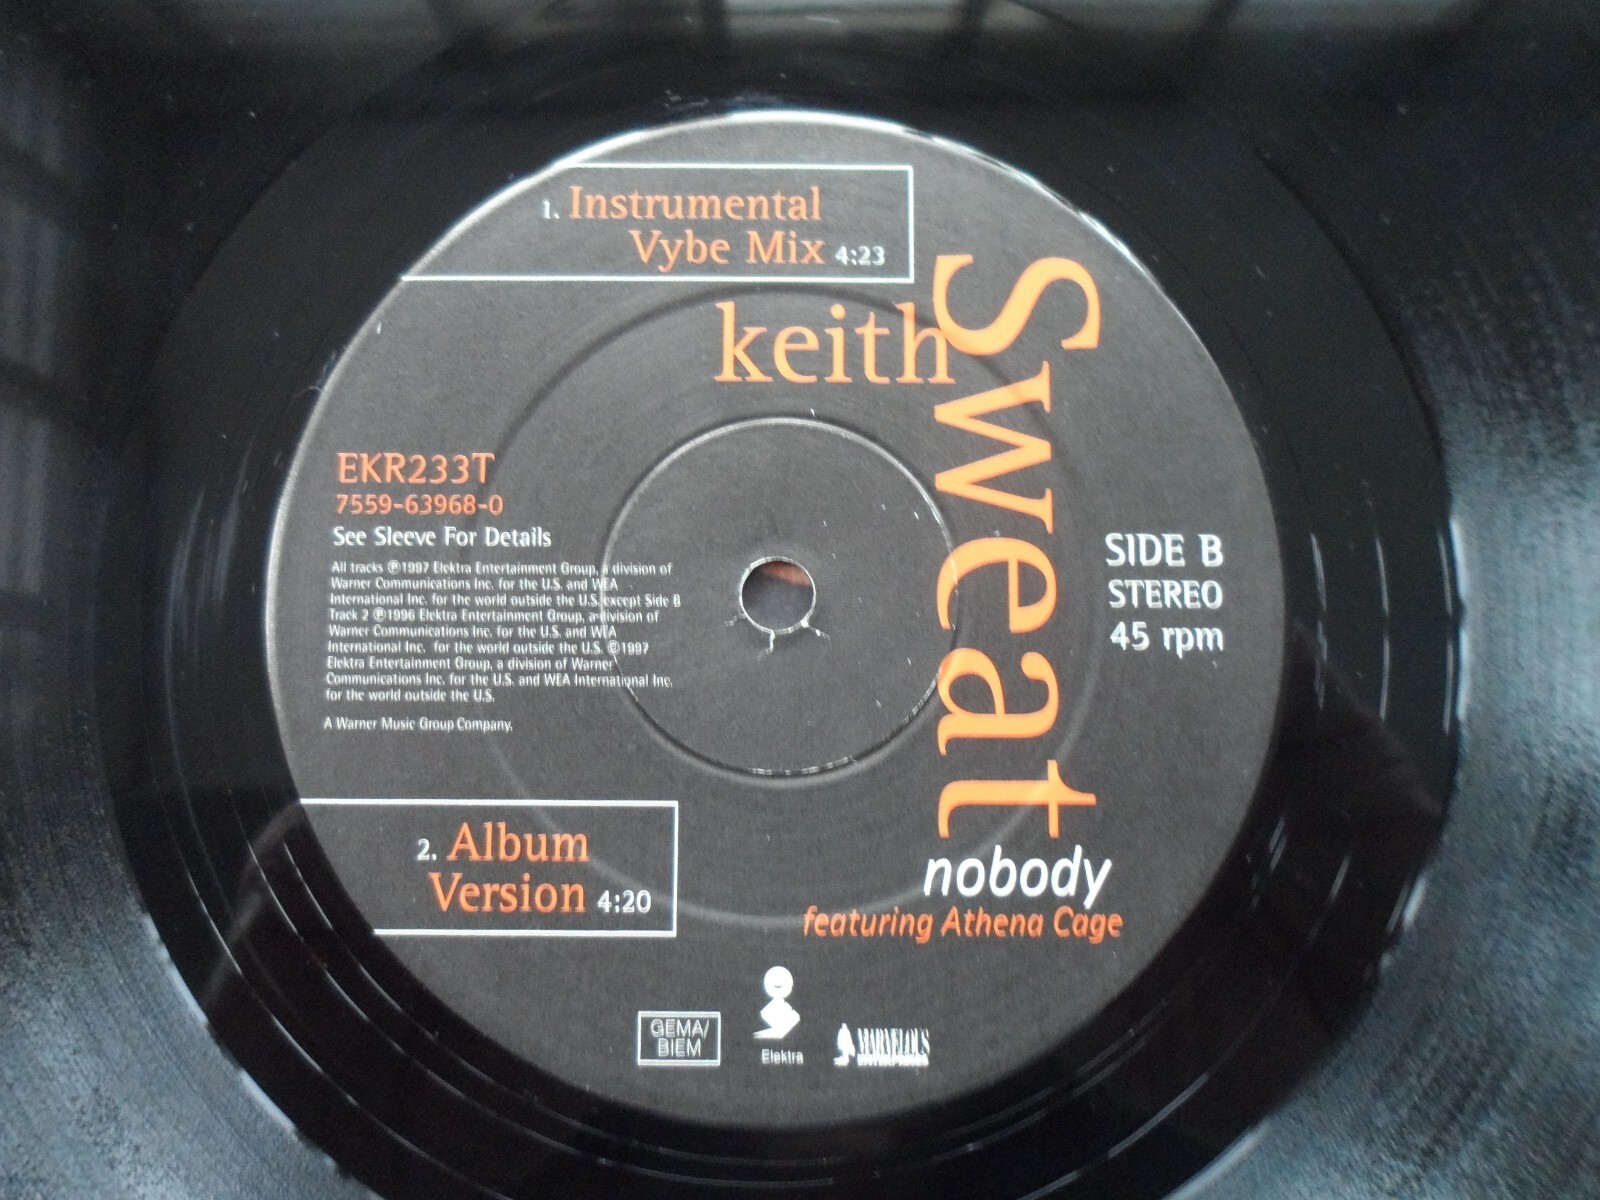 1. Instrumental
Vybe Mix 4:23
keith
Sweat
EKR233T
7559-63968-0
See Sleeve For Details
All tracks ℗1997 Elektra Entertainment Group, a division of
Warner Communications Inc. for the U.S. and WEA
International Inc. for the world outside the U.S. except Side B
Track 2 ℗1996 Elektra Entertainment Group, a division of
Warner Communications Inc. for the U.S. and WEA
International Inc. for the world outside the U.S. ©1997
Elektra Entertainment Group, a division of Warner
Communications Inc. for the U.S. and WEA International Inc.
for the world outside the U.S.
A Warner Music Group Company.
SIDE B
STEREO
45 rpm
2. Album
Version 4:20
nobody
featuring Athena Cage
GEMA/
BIEM
Elektra
MARVELOUS
ENTERPRISES